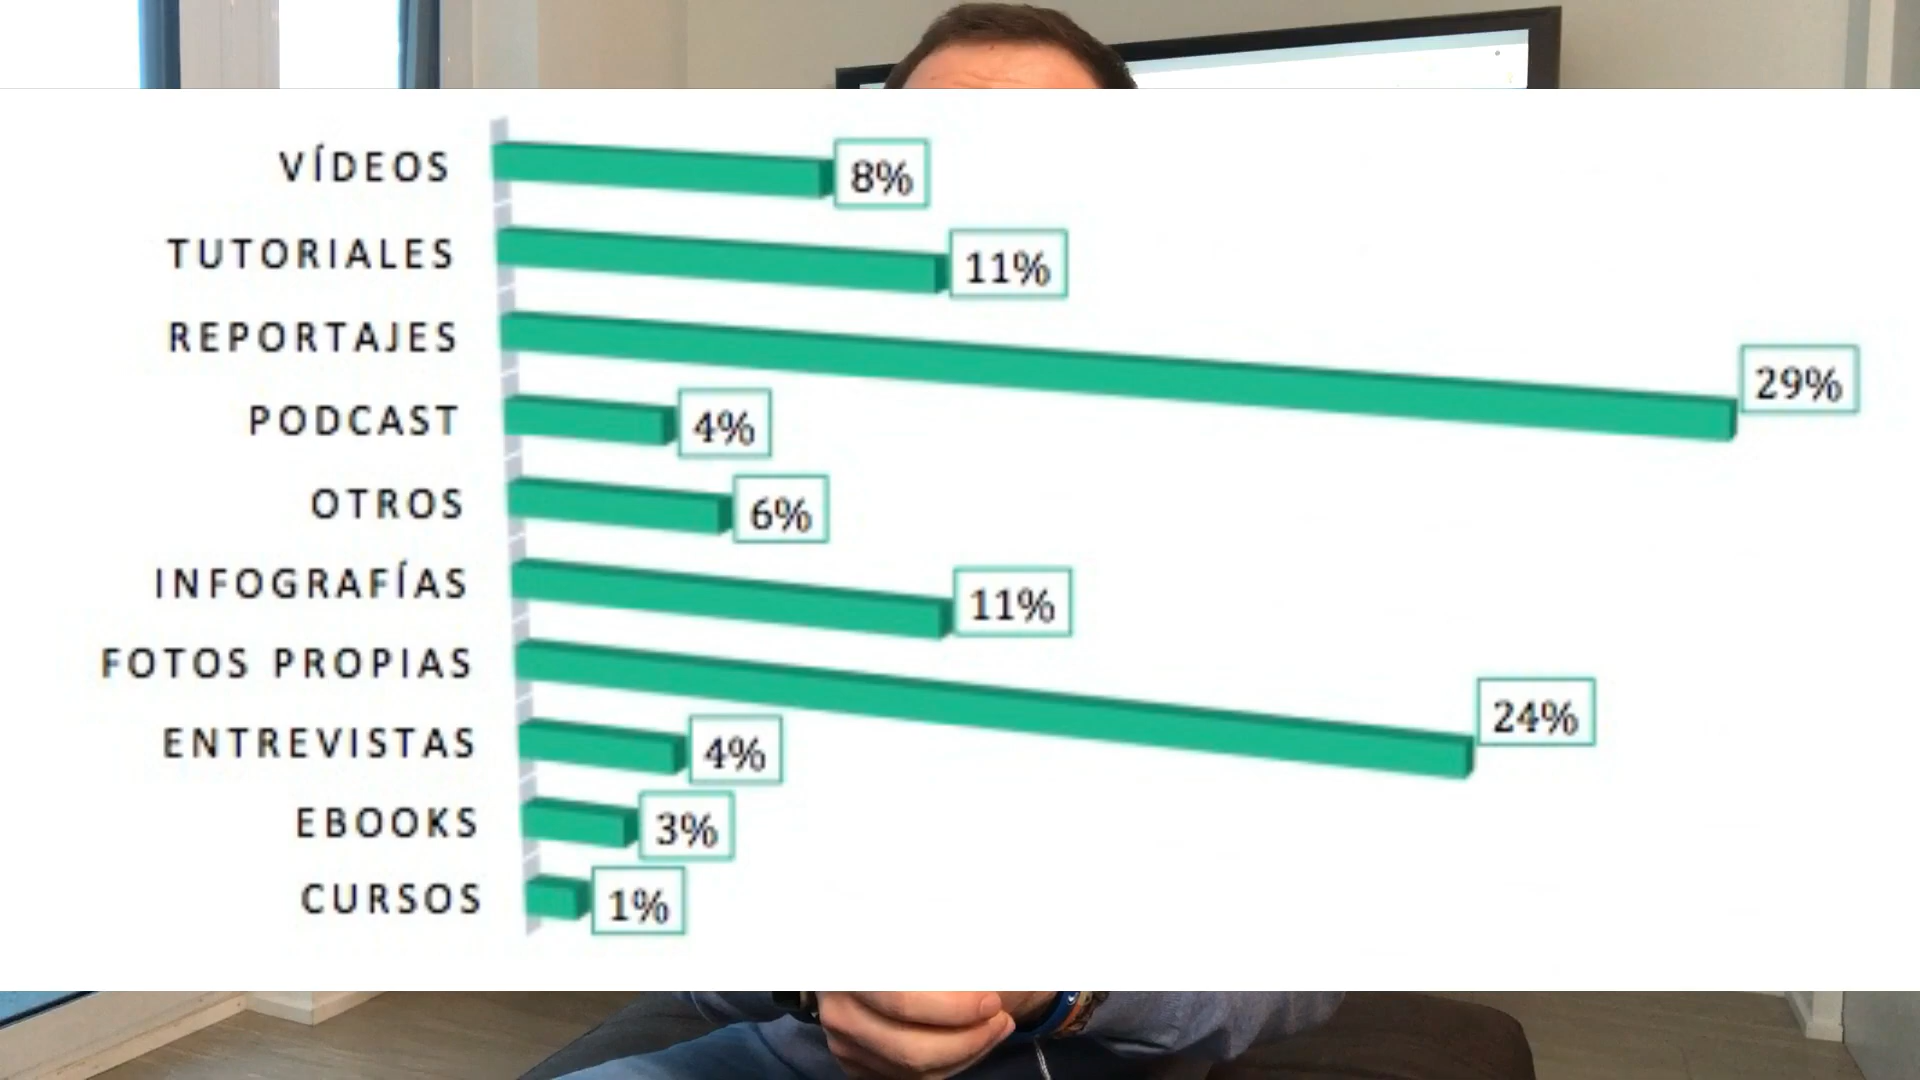 VÍDEOS 8%
TUTORIALES 11%
REPORTAJES 29%
PODCAST 4%
OTROS 6%
INFOGRAFÍAS 11%
FOTOS PROPIAS 24%
ENTREVISTAS 4%
EBOOKS 3%
CURSOS 1%